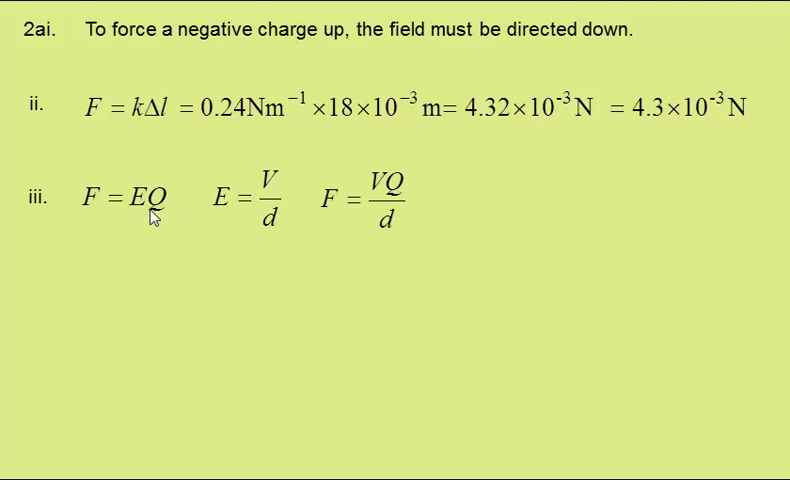 2ai. To force a negative charge up, the field must be directed down.
ii. F = kΔl = 0.24Nm⁻¹ ×18×10⁻³ m= 4.32×10⁻³ N = 4.3×10⁻³ N
iii. F = EQ E = V/d F = VQ/d